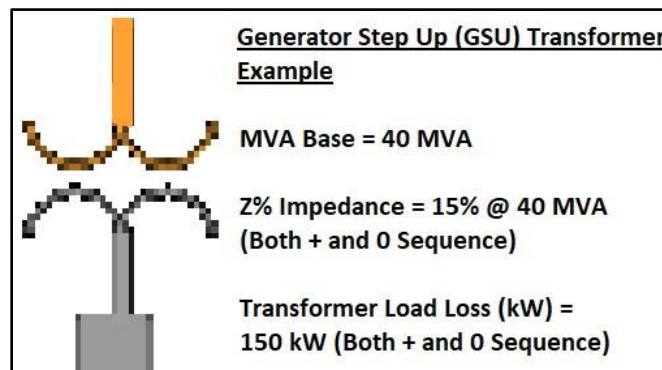 Generator Step Up (GSU) Transformer
Example
MVA Base = 40 MVA
Z% Impedance = 15% @ 40 MVA
(Both + and 0 Sequence)
Transformer Load Loss (kW) =
150 kW (Both + and 0 Sequence)